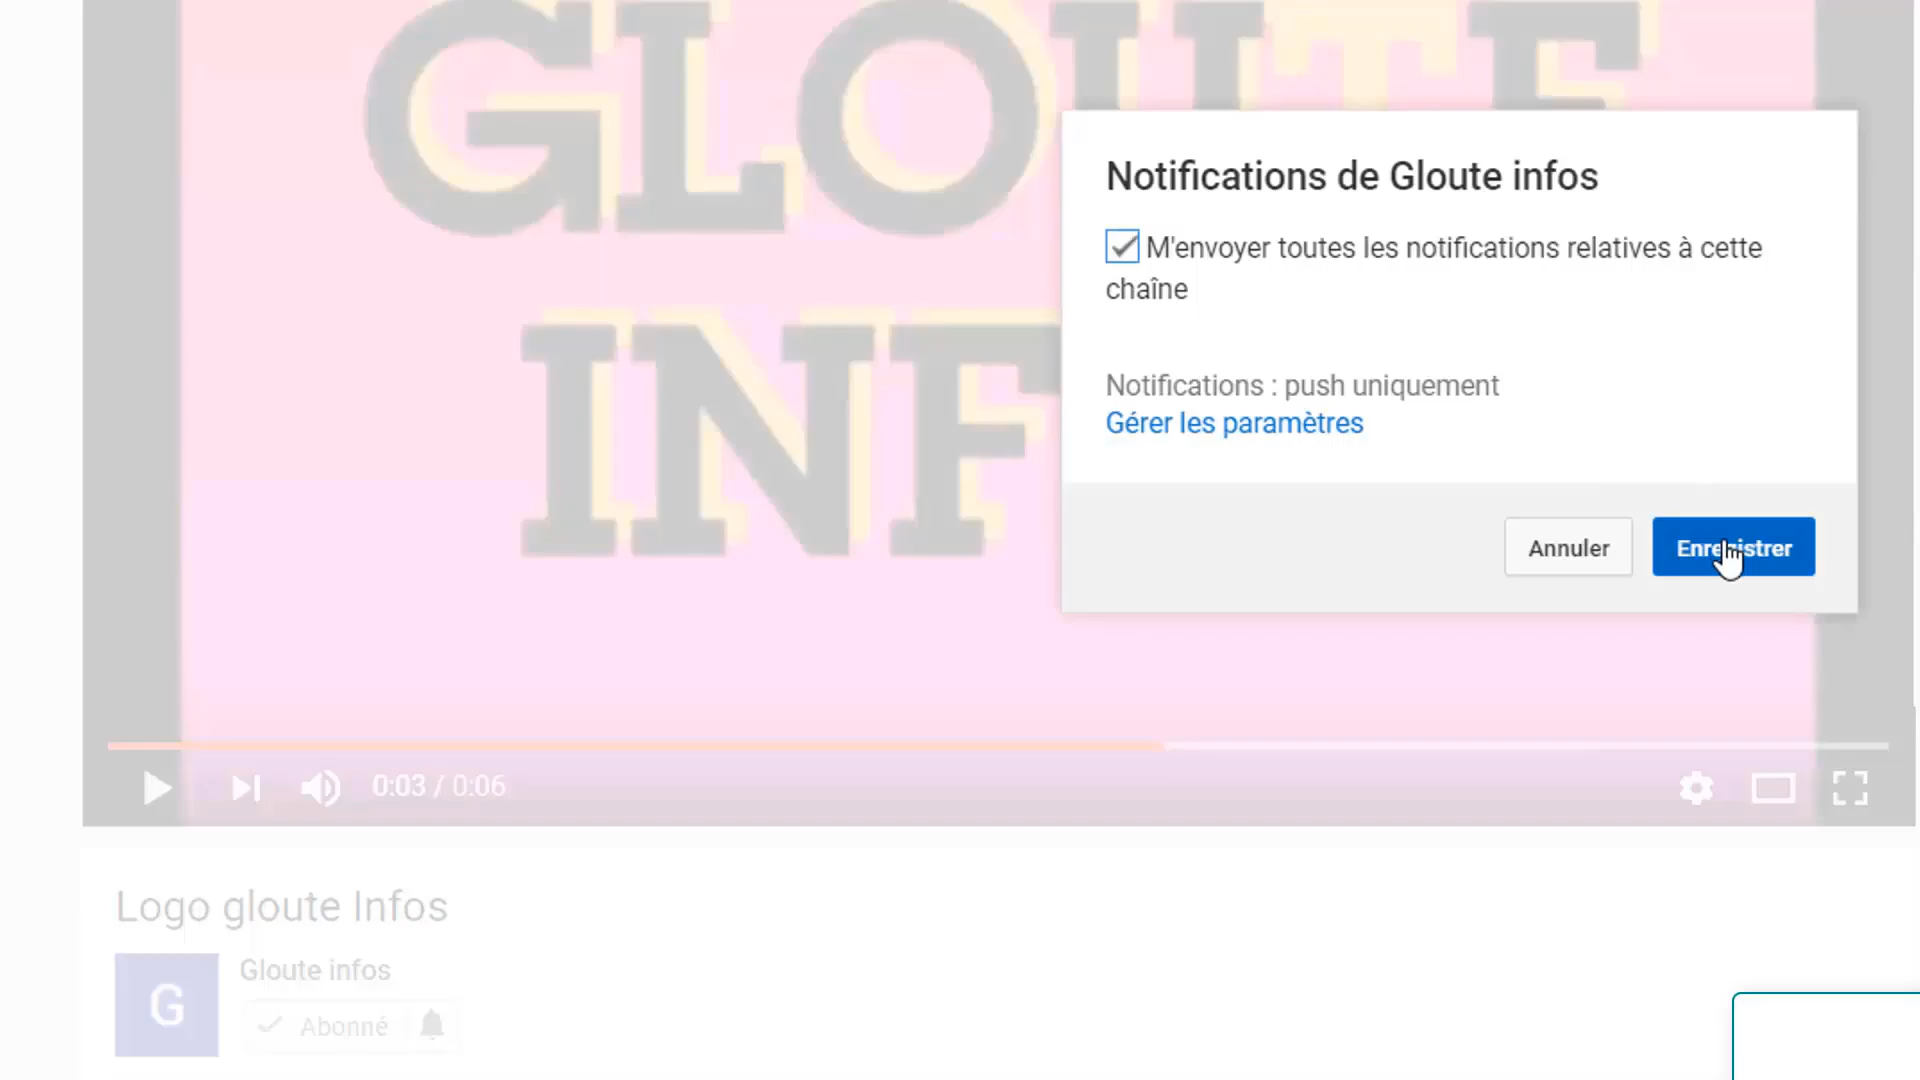 GLOUTE
INF
Notifications de Gloute infos
M'envoyer toutes les notifications relatives à cette
chaîne
Notifications : push uniquement
Gérer les paramètres
Annuler
Enregistrer
0:03 / 0:06
Logo gloute Infos
G
Gloute infos
Abonné